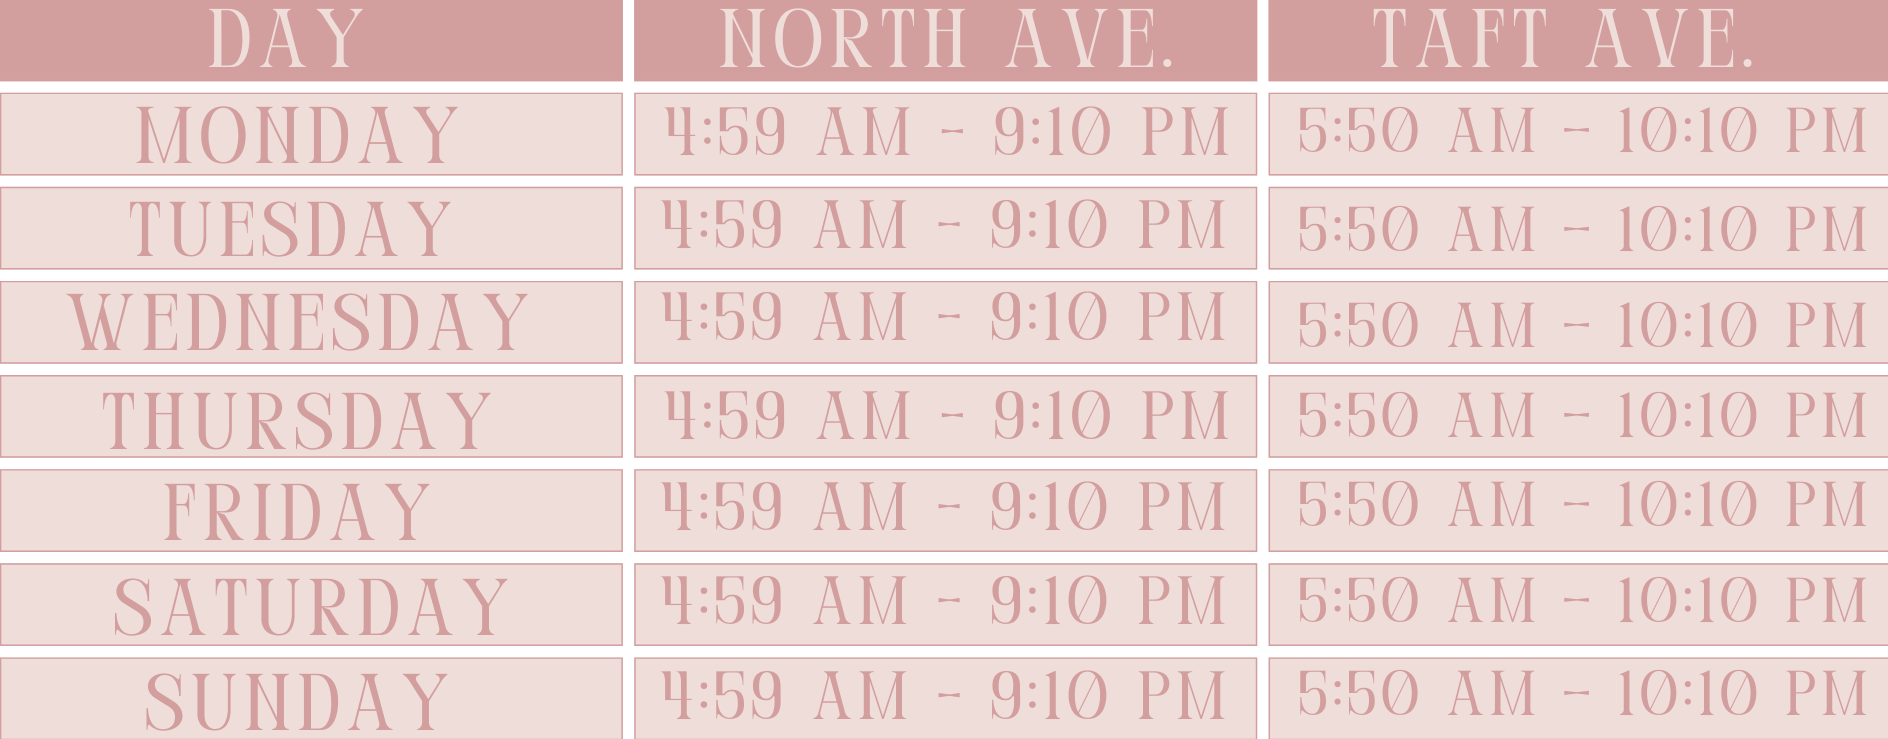 DAY NORTH AVE. TAFT AVE.
MONDAY 4:59 AM - 9:10 PM 5:50 AM - 10:10 PM
TUESDAY 4:59 AM - 9:10 PM 5:50 AM - 10:10 PM
WEDNESDAY 4:59 AM - 9:10 PM 5:50 AM - 10:10 PM
THURSDAY 4:59 AM - 9:10 PM 5:50 AM - 10:10 PM
FRIDAY 4:59 AM - 9:10 PM 5:50 AM - 10:10 PM
SATURDAY 4:59 AM - 9:10 PM 5:50 AM - 10:10 PM
SUNDAY 4:59 AM - 9:10 PM 5:50 AM - 10:10 PM